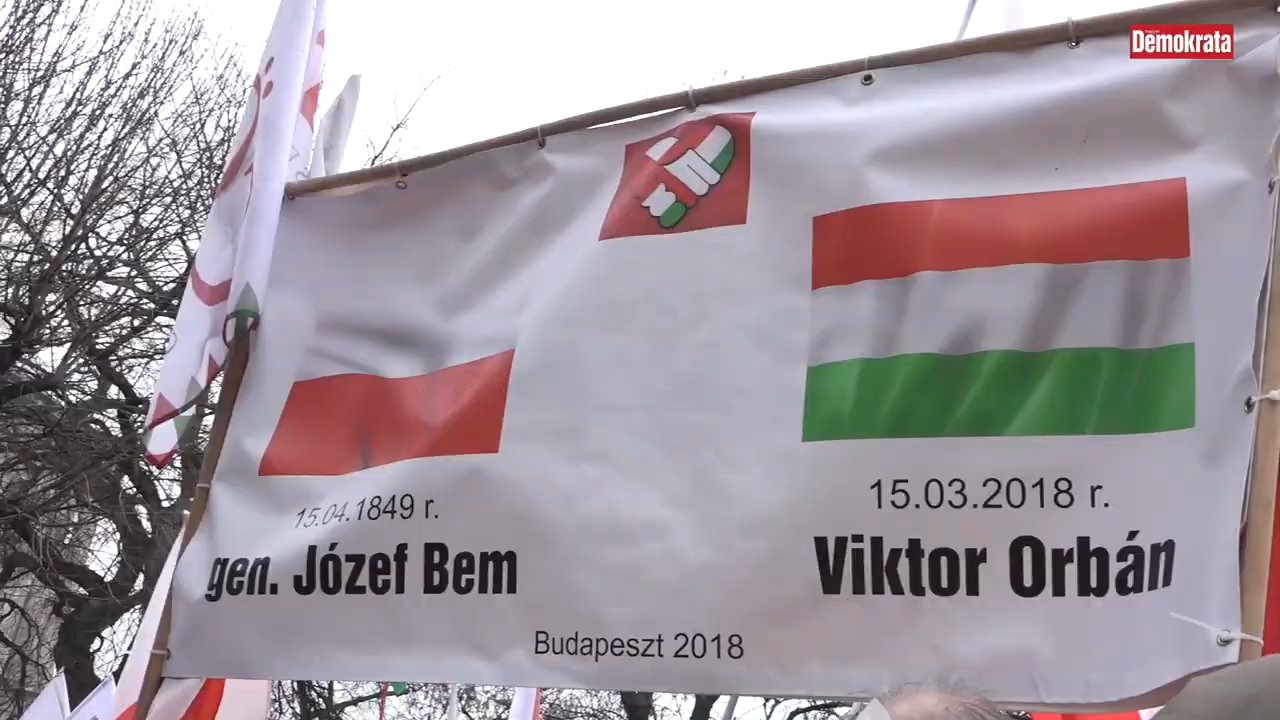 Demokrata
15.04.1849 r.
gen. Józef Bem
15.03.2018 r.
Viktor Orbán
Budapeszt 2018